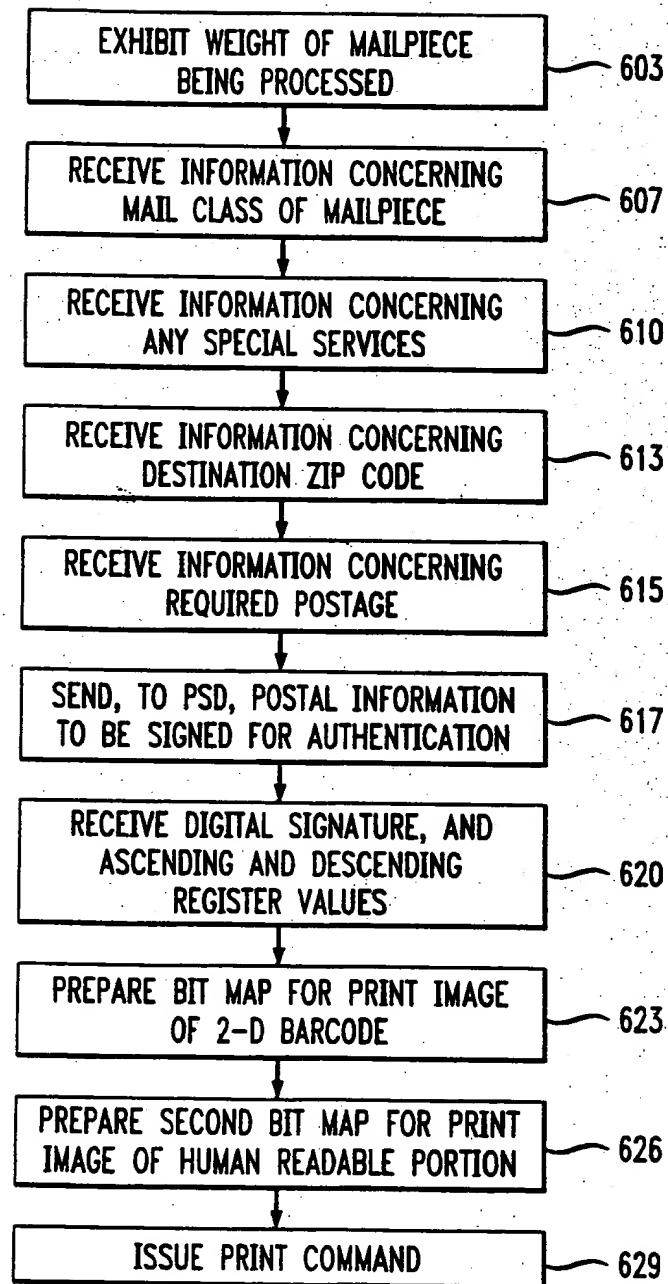 EXHIBIT WEIGHT OF MAILPIECE
BEING PROCESSED
603
RECEIVE INFORMATION CONCERNING
MAIL CLASS OF MAILPIECE
607
RECEIVE INFORMATION CONCERNING
ANY SPECIAL SERVICES
610
RECEIVE INFORMATION CONCERNING
DESTINATION ZIP CODE
613
RECEIVE INFORMATION CONCERNING
REQUIRED POSTAGE
615
SEND, TO PSD, POSTAL INFORMATION
TO BE SIGNED FOR AUTHENTICATION
617
RECEIVE DIGITAL SIGNATURE, AND
ASCENDING AND DESCENDING
REGISTER VALUES
620
PREPARE BIT MAP FOR PRINT IMAGE
OF 2-D BARCODE
623
PREPARE SECOND BIT MAP FOR PRINT
IMAGE OF HUMAN READABLE PORTION
626
ISSUE PRINT COMMAND
629